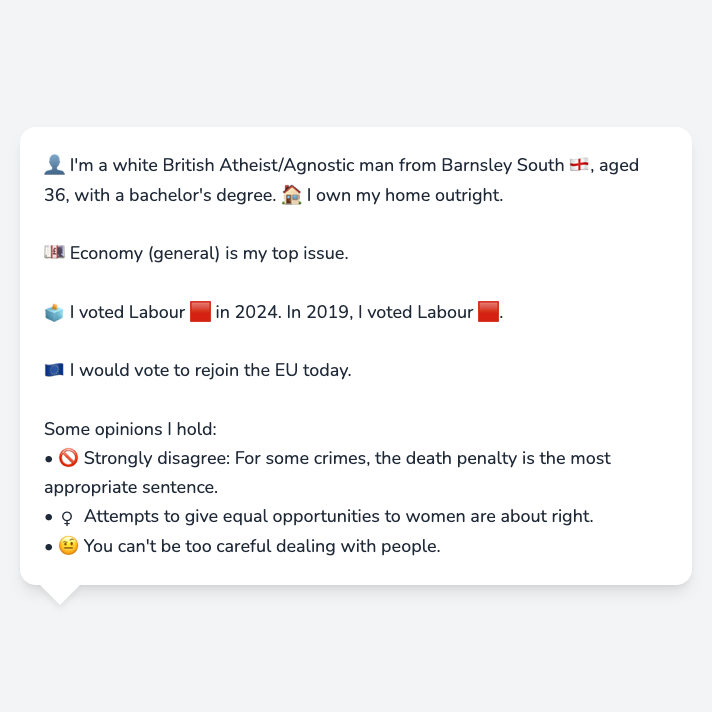 👤 I'm a white British Atheist/Agnostic man from Barnsley South 🏴󠁧󠁢󠁥󠁮󠁧󠁿, aged
36, with a bachelor's degree. 🏠 I own my home outright.
💷 Economy (general) is my top issue.
🗳️ I voted Labour 🟥 in 2024. In 2019, I voted Labour 🟥.
🇪🇺 I would vote to rejoin the EU today.
Some opinions I hold:
• 🚫 Strongly disagree: For some crimes, the death penalty is the most
appropriate sentence.
• ♀ Attempts to give equal opportunities to women are about right.
• 🤨 You can't be too careful dealing with people.